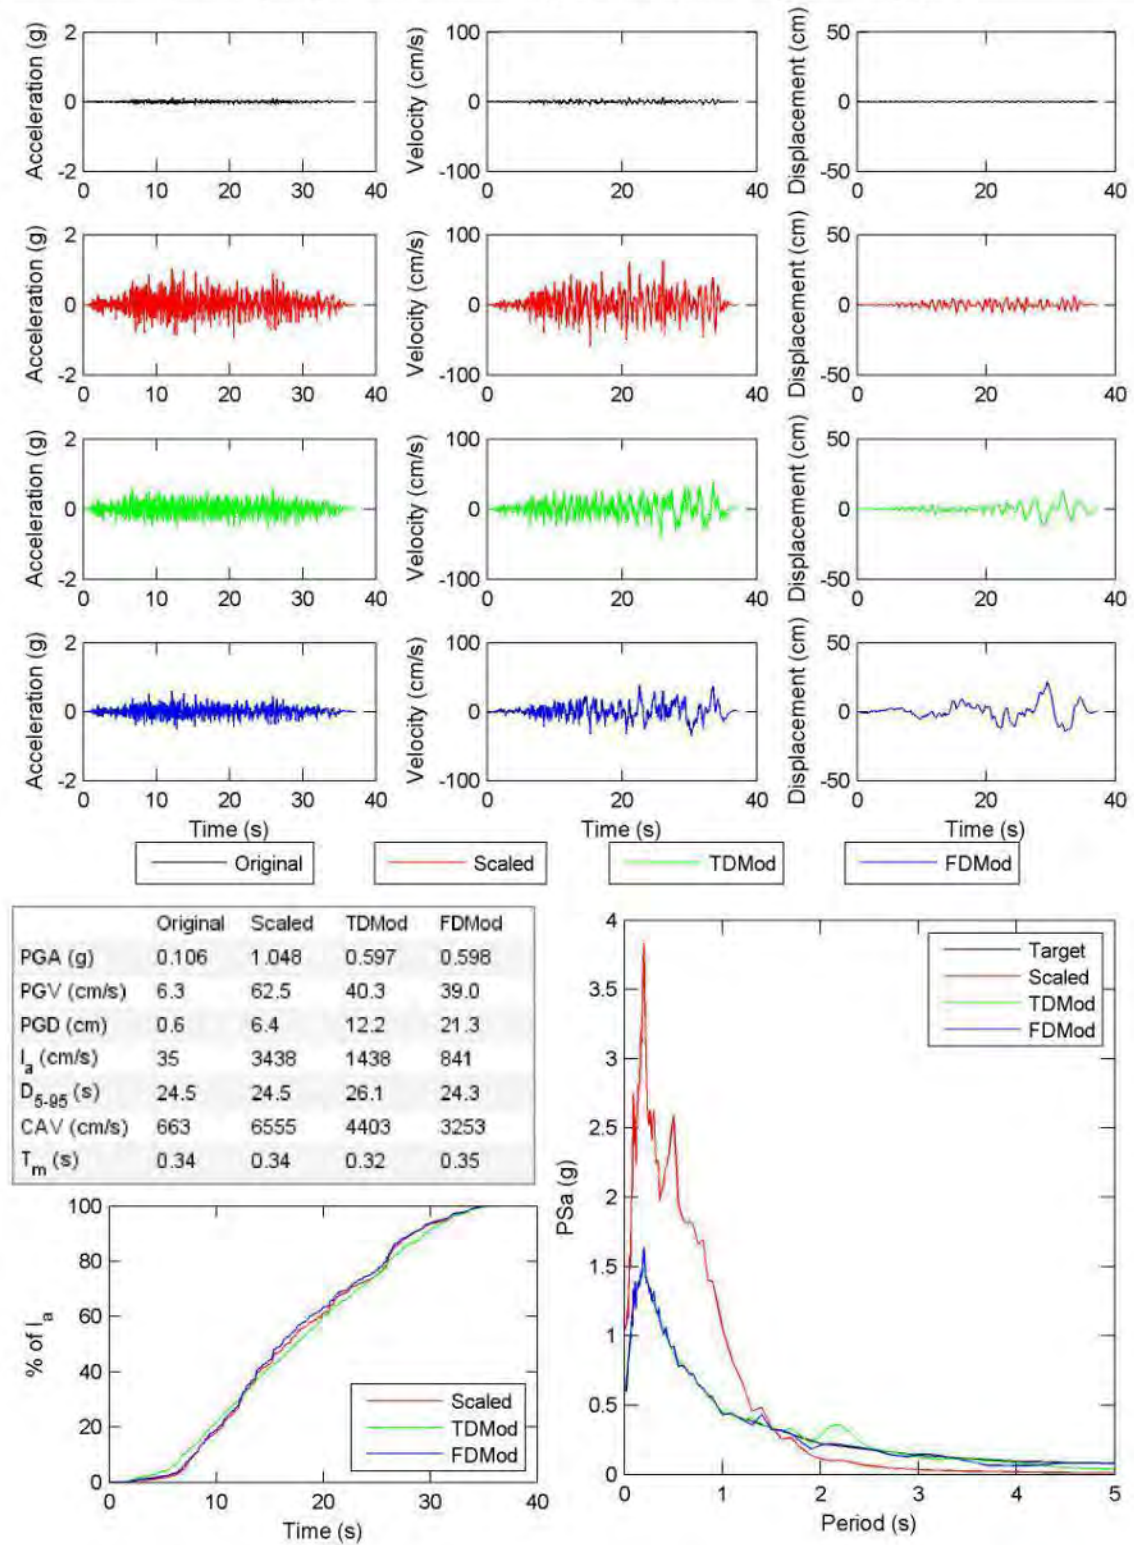 Acceleration (g)
2
0
-2
0 10 20 30 40
Velocity (cm/s)
100
0
-100
0 20 40
Displacement (cm)
50
0
-50
0 20 40
Acceleration (g)
2
0
-2
0 10 20 30 40
Velocity (cm/s)
100
0
-100
0 20 40
Displacement (cm)
50
0
-50
0 20 40
Acceleration (g)
2
0
-2
0 10 20 30 40
Velocity (cm/s)
100
0
-100
0 20 40
Displacement (cm)
50
0
-50
0 20 40
Acceleration (g)
2
0
-2
0 10 20 30 40
Time (s)
Velocity (cm/s)
100
0
-100
0 20 40
Time (s)
Displacement (cm)
50
0
-50
0 20 40
Time (s)
Original Scaled TDMod FDMod
Original Scaled TDMod FDMod
PGA (g) 0.106 1.048 0.597 0.598
PGV (cm/s) 6.3 62.5 40.3 39.0
PGD (cm) 0.6 6.4 12.2 21.3
Ia (cm/s) 35 3438 1438 841
D5-95 (s) 24.5 24.5 26.1 24.3
CAV (cm/s) 663 6555 4403 3253
Tm (s) 0.34 0.34 0.32 0.35
% of Ia
100
80
60
40
20
0
0 10 20 30 40
Time (s)
Scaled
TDMod
FDMod
PSa (g)
4
3.5
3
2.5
2
1.5
1
0.5
0
0 1 2 3 4 5
Period (s)
Target
Scaled
TDMod
FDMod